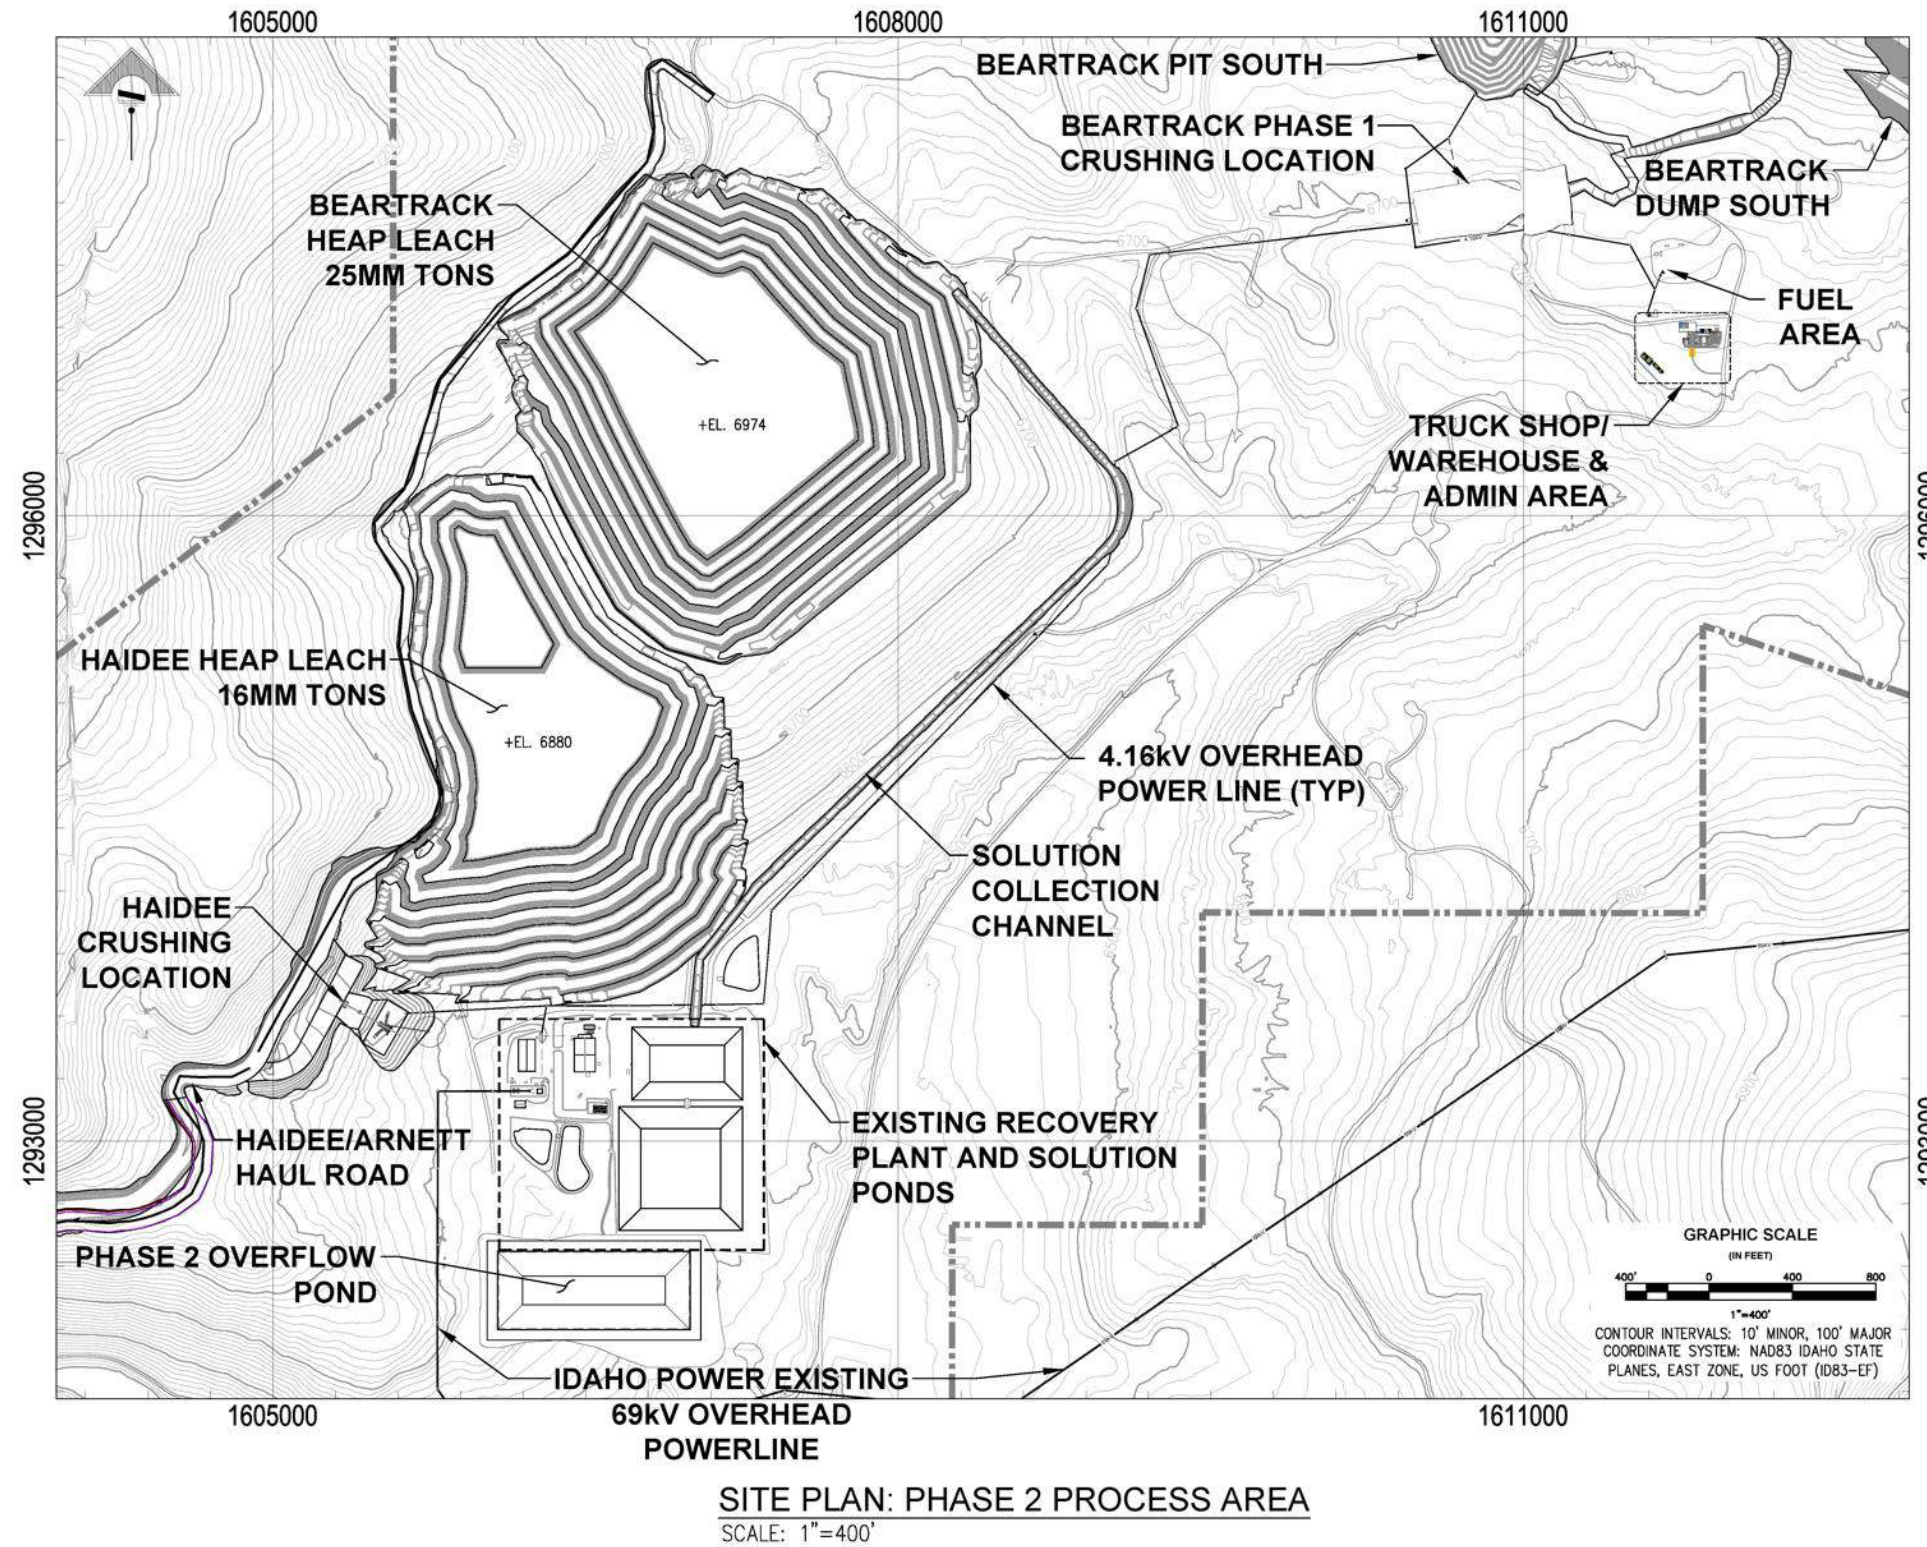 1605000
1608000
1611000
BEARTRACK PIT SOUTH
BEARTRACK PHASE 1
CRUSHING LOCATION
BEARTRACK
DUMP SOUTH
BEARTRACK
HEAP LEACH
25MM TONS
FUEL
AREA
+EL. 6974
TRUCK SHOP/
WAREHOUSE &
ADMIN AREA
1296000
1296000
HAIDEE HEAP LEACH
16MM TONS
+EL. 6880
4.16kV OVERHEAD
POWER LINE (TYP)
SOLUTION
COLLECTION
CHANNEL
HAIDEE
CRUSHING
LOCATION
1293000
1293000
EXISTING RECOVERY
PLANT AND SOLUTION
PONDS
HAIDEE/ARNETT
HAUL ROAD
PHASE 2 OVERFLOW
POND
GRAPHIC SCALE
(IN FEET)
400' 0 400 800
1"=400'
CONTOUR INTERVALS: 10' MINOR, 100' MAJOR
COORDINATE SYSTEM: NAD83 IDAHO STATE
PLANES, EAST ZONE, US FOOT (ID83-EF)
IDAHO POWER EXISTING
69kV OVERHEAD
POWERLINE
1605000
1611000
SITE PLAN: PHASE 2 PROCESS AREA
SCALE: 1"=400'